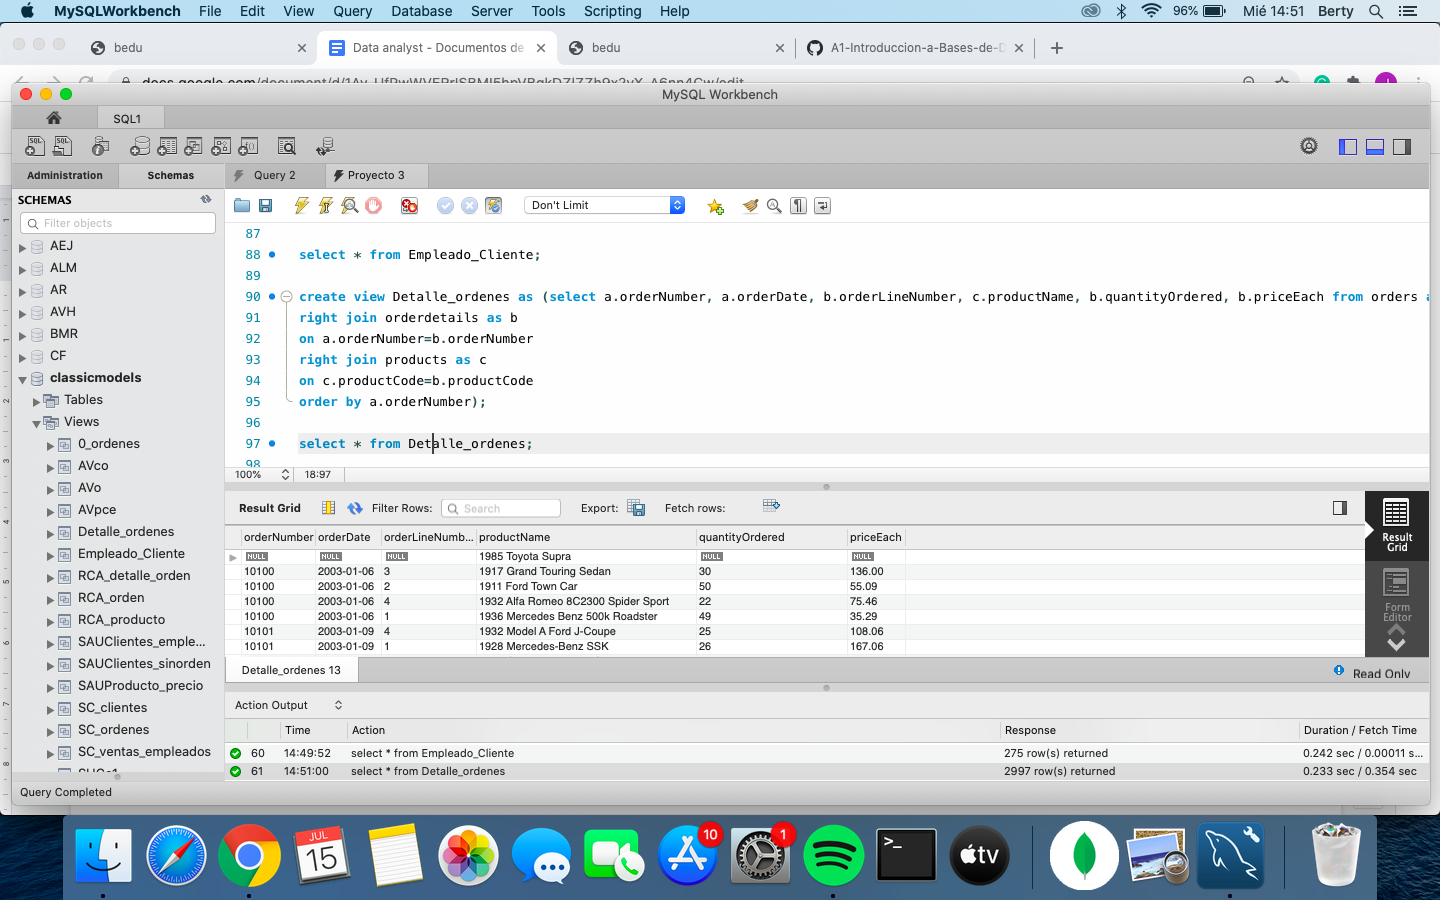 MySQLWorkbench File Edit View Query Database Server Tools Scripting Help 96% Mié 14:51 Berty
bedu Data analyst - Documentos de bedu A1-Introduccion-a-Bases-de-D
MySQL Workbench
SQL1
Administration Schemas Query 2 Proyecto 3
SCHEMAS
Filter objects
Don't Limit
AEJ
ALM
AR
AVH
BMR
CF
classicmodels
Tables
Views
0_ordenes
AVco
AVo
AVpce
Detalle_ordenes
Empleado_Cliente
RCA_detalle_orden
RCA_orden
RCA_producto
SAUClientes_emple...
SAUClientes_sinorden
SAUProducto_precio
SC_clientes
SC_ordenes
SC_ventas_empleados
87
88 select * from Empleado_Cliente;
89
90 create view Detalle_ordenes as (select a.orderNumber, a.orderDate, b.orderLineNumber, c.productName, b.quantityOrdered, b.priceEach from orders a
91 right join orderdetails as b
92 on a.orderNumber=b.orderNumber
93 right join products as c
94 on c.productCode=b.productCode
95 order by a.orderNumber);
96
97 select * from Detalle_ordenes;
98
100% 18:97
Result Grid Filter Rows: Search Export: Fetch rows:
orderNumber orderDate orderLineNumb... productName quantityOrdered priceEach
NULL NULL NULL 1985 Toyota Supra NULL NULL
10100 2003-01-06 3 1917 Grand Touring Sedan 30 136.00
10100 2003-01-06 2 1911 Ford Town Car 50 55.09
10100 2003-01-06 4 1932 Alfa Romeo 8C2300 Spider Sport 22 75.46
10100 2003-01-06 1 1936 Mercedes Benz 500k Roadster 49 35.29
10101 2003-01-09 4 1932 Model A Ford J-Coupe 25 108.06
10101 2003-01-09 1 1928 Mercedes-Benz SSK 26 167.06
Result
Grid
Form
Editor
Detalle_ordenes 13 Read Only
Action Output
Time Action Response Duration / Fetch Time
60 14:49:52 select * from Empleado_Cliente 275 row(s) returned 0.242 sec / 0.00011 s...
61 14:51:00 select * from Detalle_ordenes 2997 row(s) returned 0.233 sec / 0.354 sec
Query Completed
JUL
15
10
1
tv